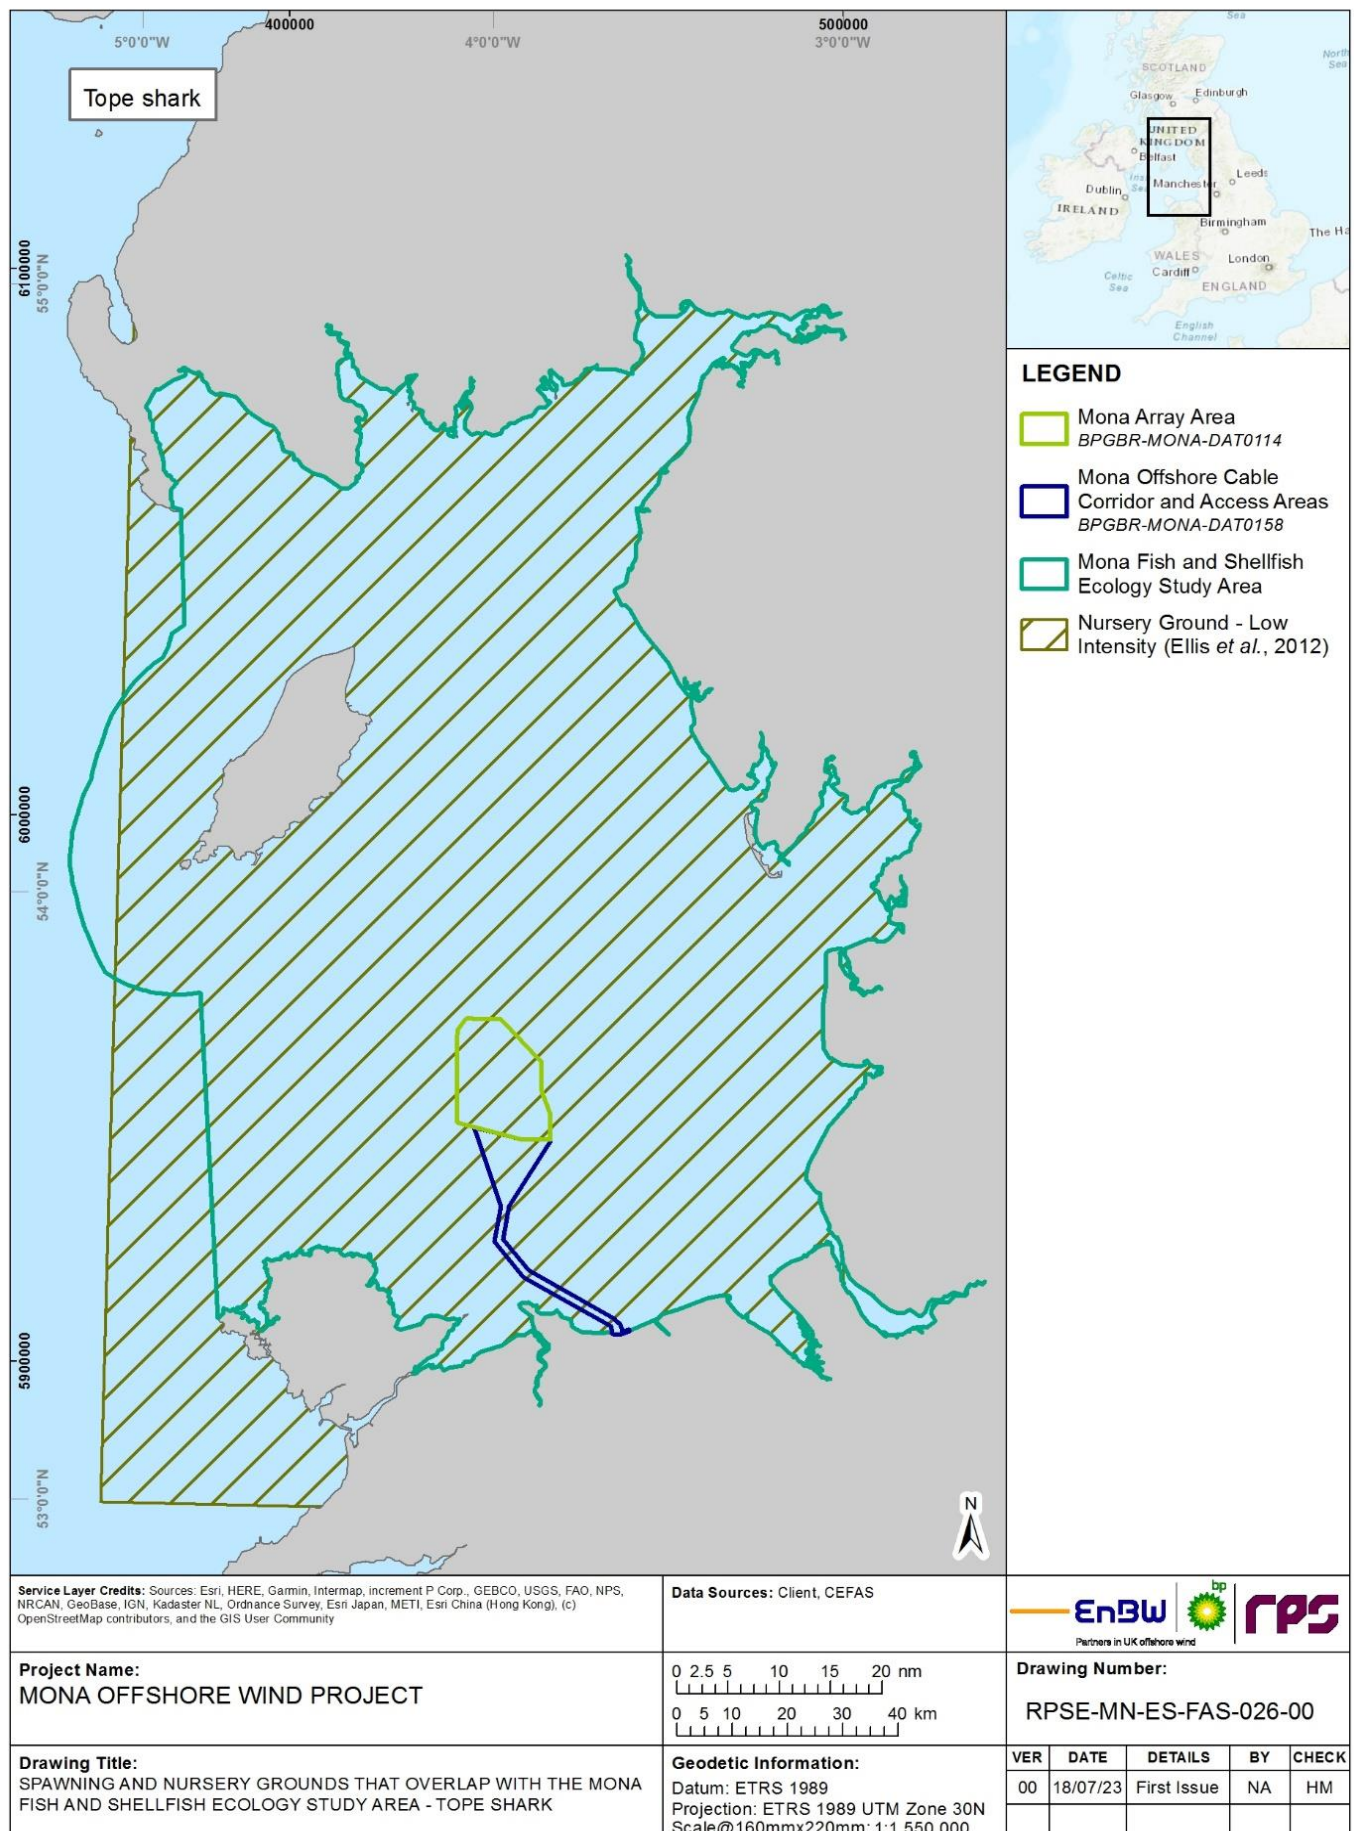 400000
500000
5°0'0"W
4°0'0"W
3°0'0"W
Tope shark
6100000
55°0'0"N
6000000
54°0'0"N
5900000
53°0'0"N
N
Sea
North
Sea
SCOTLAND
Glasgow
Edinburgh
UNITED
KINGDOM
Belfast
Leeds
Dublin
Manchester
IRELAND
Birmingham
The Ha
WALES
London
Cardiff
Celtic
Sea
ENGLAND
English
Channel
LEGEND
Mona Array Area
BPGBR-MONA-DAT0114
Mona Offshore Cable
Corridor and Access Areas
BPGBR-MONA-DAT0158
Mona Fish and Shellfish
Ecology Study Area
Nursery Ground - Low
Intensity (Ellis et al., 2012)
Service Layer Credits: Sources: Esri, HERE, Garmin, Intermap, increment P Corp., GEBCO, USGS, FAO, NPS,
NRCAN, GeoBase, IGN, Kadaster NL, Ordnance Survey, Esri Japan, METI, Esri China (Hong Kong), (c)
OpenStreetMap contributors, and the GIS User Community
Data Sources: Client, CEFAS
EnBW
bp
rps
Partners in UK offshore wind
Project Name:
MONA OFFSHORE WIND PROJECT
0 2.5 5 10 15 20 nm
0 5 10 20 30 40 km
Drawing Number:
RPSE-MN-ES-FAS-026-00
Drawing Title:
SPAWNING AND NURSERY GROUNDS THAT OVERLAP WITH THE MONA
FISH AND SHELLFISH ECOLOGY STUDY AREA - TOPE SHARK
Geodetic Information:
Datum: ETRS 1989
Projection: ETRS 1989 UTM Zone 30N
Scale@160mmx220mm: 1:1,550,000
VER DATE DETAILS BY CHECK
00 18/07/23 First Issue NA HM